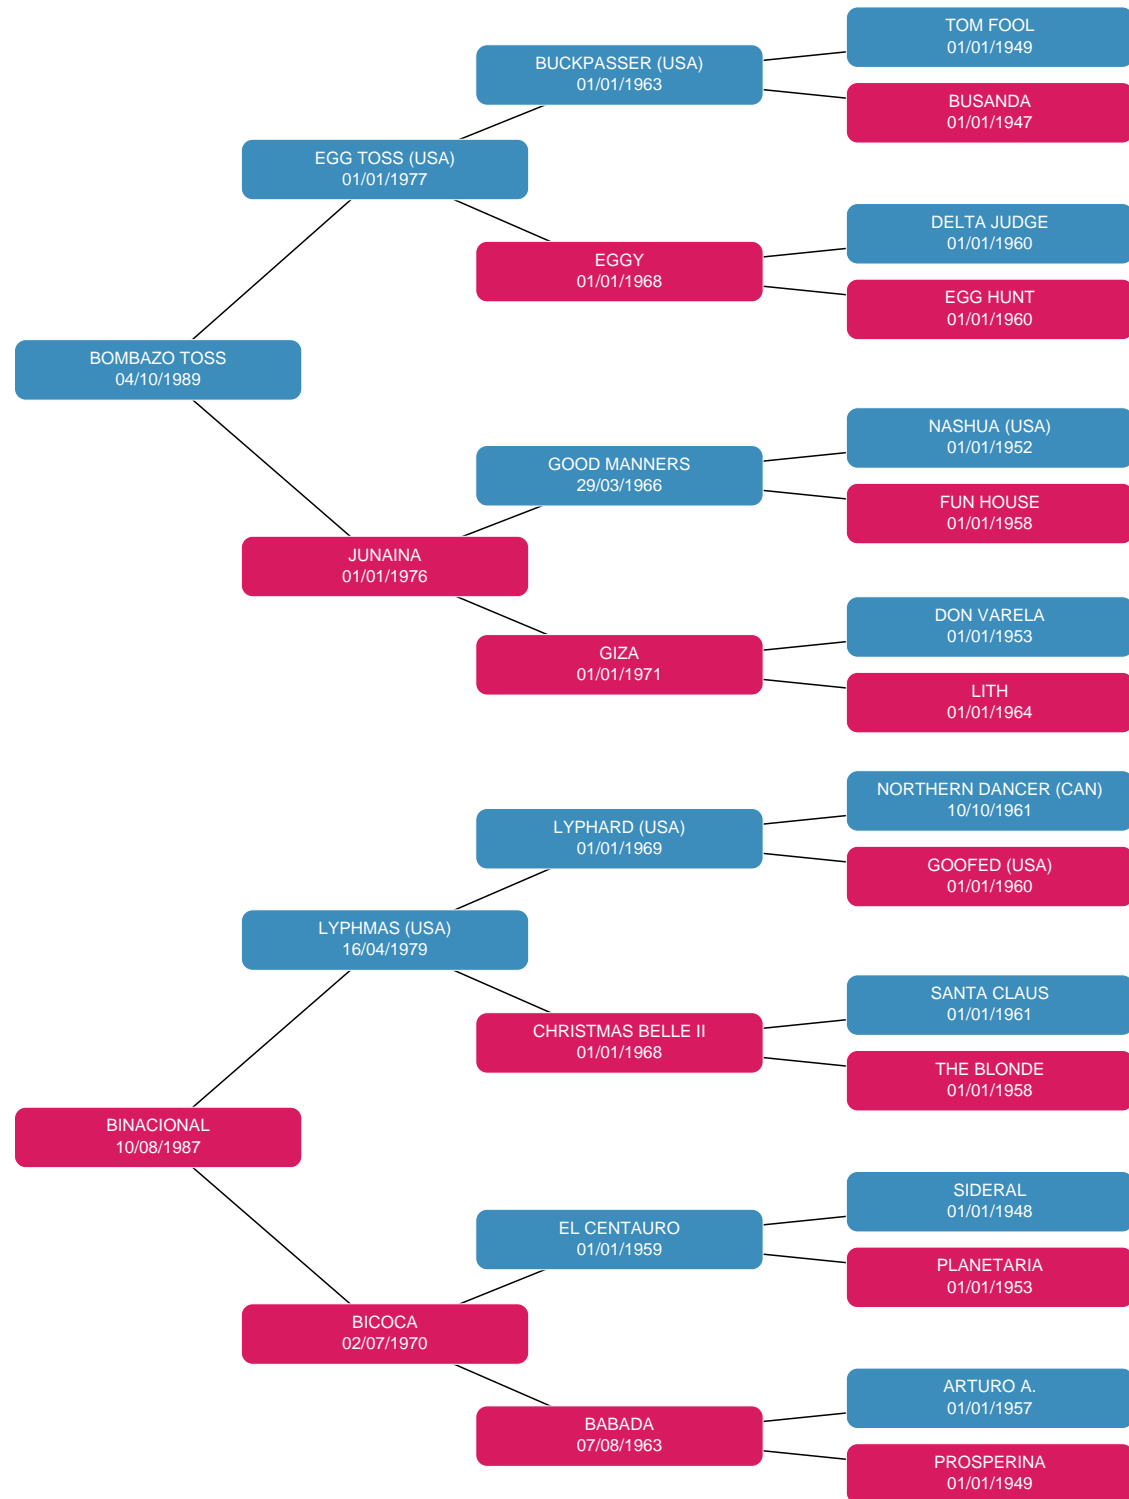 TOM FOOL
01/01/1949
BUCKPASSER (USA)
01/01/1963
BUSANDA
01/01/1947
EGG TOSS (USA)
01/01/1977
DELTA JUDGE
01/01/1960
EGGY
01/01/1968
EGG HUNT
01/01/1960
BOMBAZO TOSS
04/10/1989
NASHUA (USA)
01/01/1952
GOOD MANNERS
29/03/1966
FUN HOUSE
01/01/1958
JUNAINA
01/01/1976
DON VARELA
01/01/1953
GIZA
01/01/1971
LITH
01/01/1964
NORTHERN DANCER (CAN)
10/10/1961
LYPHARD (USA)
01/01/1969
GOOFED (USA)
01/01/1960
LYPHMAS (USA)
16/04/1979
SANTA CLAUS
01/01/1961
CHRISTMAS BELLE II
01/01/1968
THE BLONDE
01/01/1958
BINACIONAL
10/08/1987
SIDERAL
01/01/1948
EL CENTAURO
01/01/1959
PLANETARIA
01/01/1953
BICOCA
02/07/1970
ARTURO A.
01/01/1957
BABADA
07/08/1963
PROSPERINA
01/01/1949